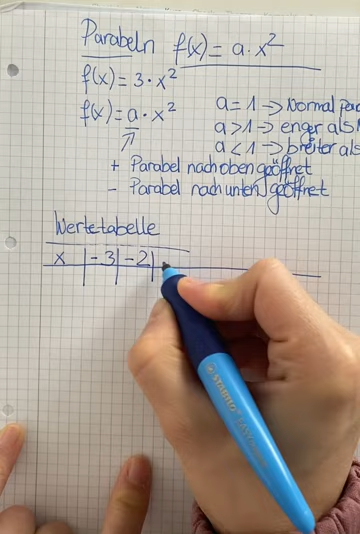 Parabeln f(x) = a · x²
f(x) = 3 · x²
f(x) = a · x²
a = 1 → Normal
a > 1 → enger als
a < 1 → breiter als
+ Parabel nach oben geöffnet
- Parabel nach unten geöffnet
Wertetabelle
x | -3 | -2 |
STABILO